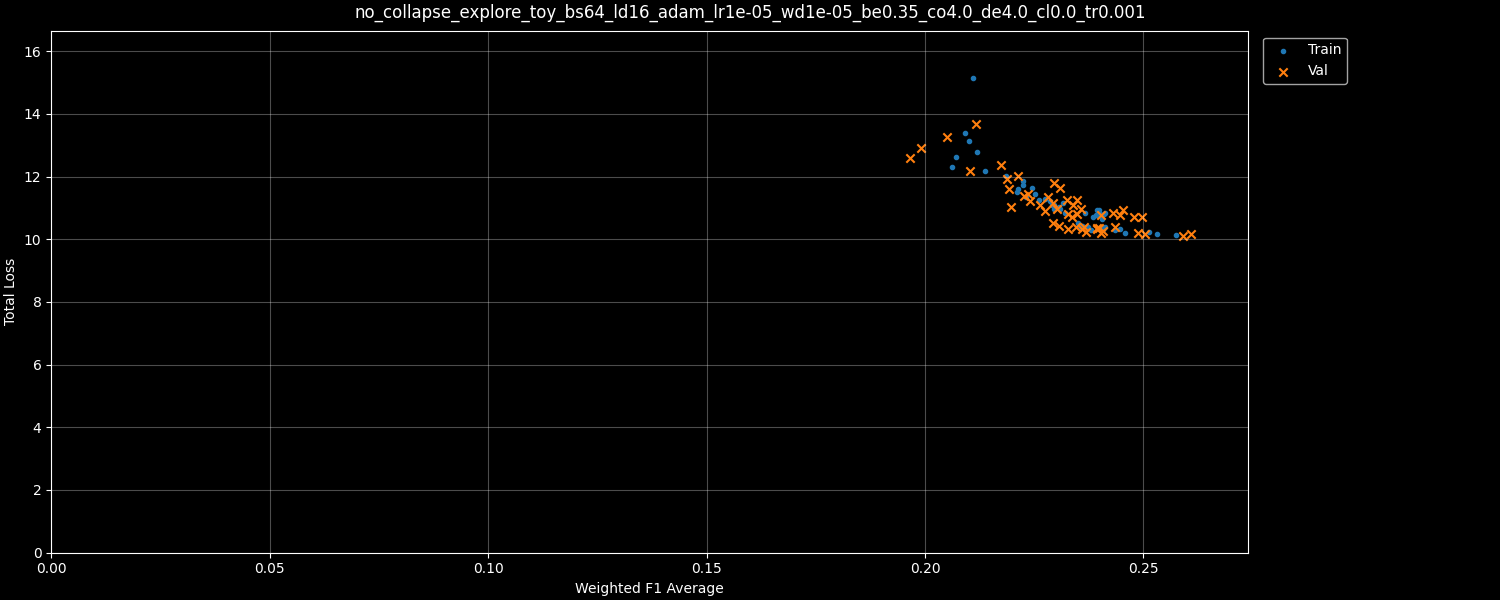 no_collapse_explore_toy_bs64_ld16_adam_lr1e-05_wd1e-05_be0.35_co4.0_de4.0_cl0.0_tr0.001
Train
Val
16
14
12
10
8
6
4
2
0
Total Loss
0.00 0.05 0.10 0.15 0.20 0.25
Weighted F1 Average